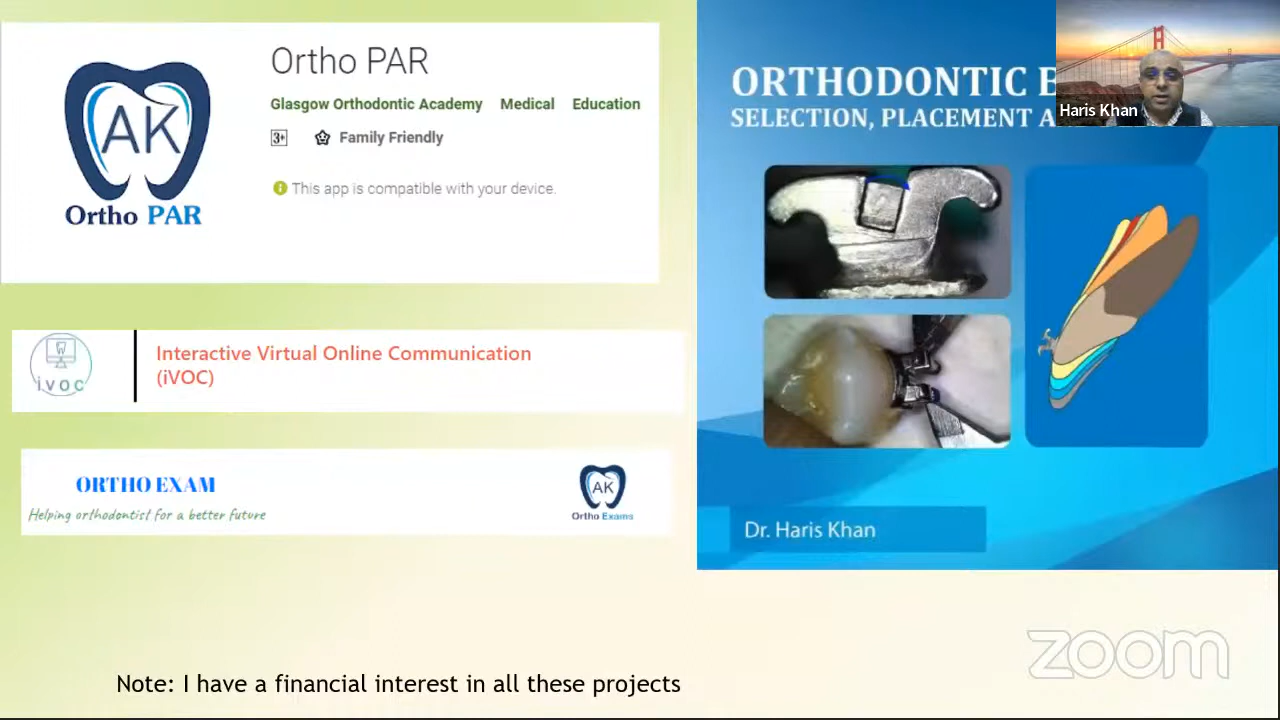 Ortho PAR
Glasgow Orthodontic Academy Medical Education
3+ Family Friendly
This app is compatible with your device.
AK
Ortho PAR
i.v o c
Interactive Virtual Online Communication
(iVOC)
ORTHO EXAM
Helping orthodontist for a better future
AK
Ortho Exams
Note: I have a financial interest in all these projects
ORTHODONTIC
SELECTION, PLACEMENT
Haris Khan
Dr. Haris Khan
zoom